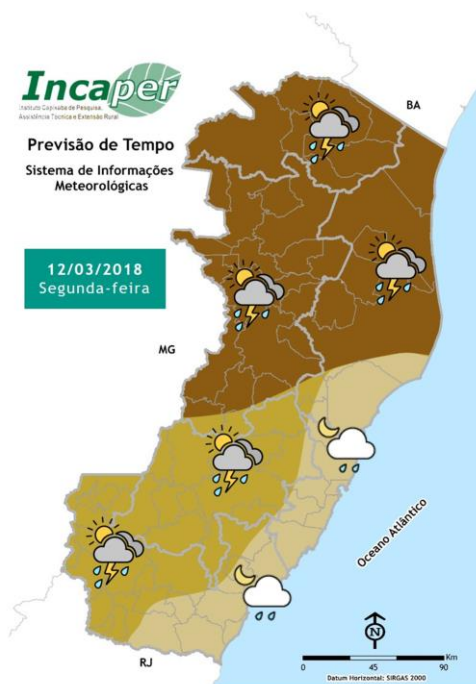 Incaper
Instituto Capixaba de Pesquisa,
Assistência Técnica e Extensão Rural
BA
Previsão de Tempo
Sistema de Informações
Meteorológicas
12/03/2018
Segunda-feira
MG
Oceano Atlântico
N
RJ
Km
0
45
90
Datum Horizontal: SIRGAS 2000